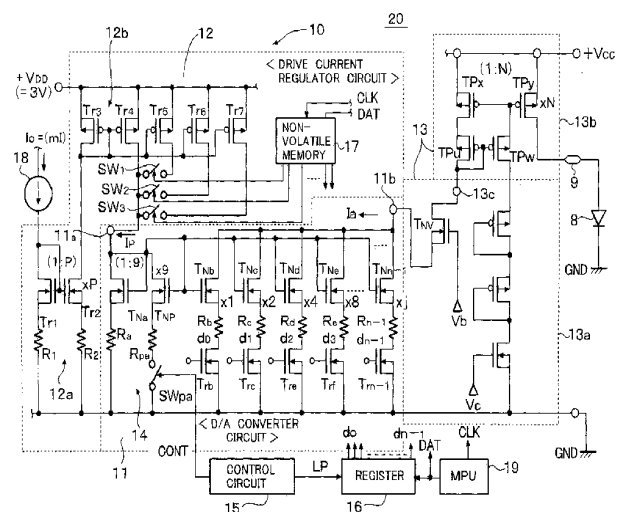 20
10
12b
12
< DRIVE CURRENT
REGULATOR CIRCUIT >
+VDD
(=3V)
+Vcc
TPx
(1:N)
TPy
xN
Tr3
Tr4
Tr5
Tr6
Tr7
CLK
DAT
NON-
VOLATILE
MEMORY
17
13
13b
TPu
TPw
Io=(mI)
18
SW1
SW2
SW3
11b
13c
9
8
11a
Ip
Ia
TNV
GND
(1:P)
(1:9)
xP
x9
TNb
TNc
TNd
TNe
TNn
x1
x2
x4
x8
Vb
13a
Tr1
Tr2
TNa
TNP
Ra
Rpa
Rb
Rc
Rd
Re
Rn-1
R1
R2
d0
d1
d2
d3
dn-1
Trb
Trc
Tre
Trf
Trn-1
Vc
12a
14
SWpa
< D/A CONVERTER
CIRCUIT >
11
CONT
do
dn-1
DAT
CLK
GND
CONTROL
CIRCUIT
LP
REGISTER
MPU
19
15
16